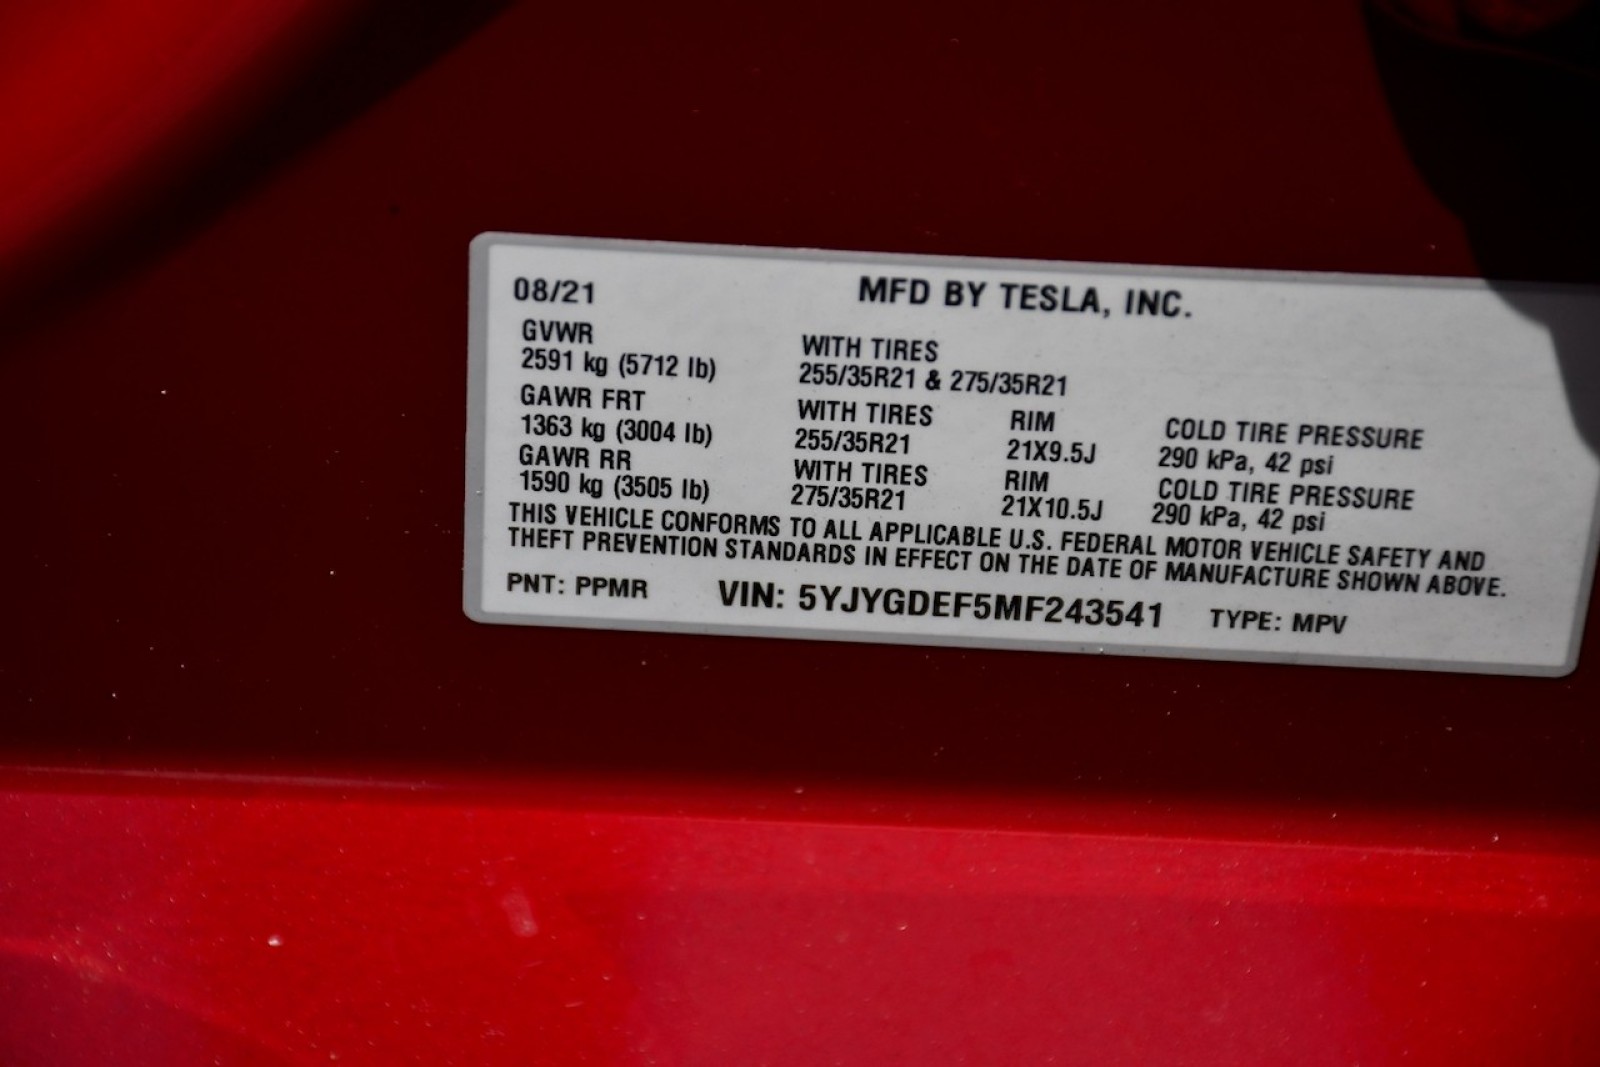 08/21 MFD BY TESLA, INC.
GVWR WITH TIRES
2591 kg (5712 lb) 255/35R21 & 275/35R21
GAWR FRT WITH TIRES RIM COLD TIRE PRESSURE
1363 kg (3004 lb) 255/35R21 21X9.5J 290 kPa, 42 psi
GAWR RR WITH TIRES RIM COLD TIRE PRESSURE
1590 kg (3505 lb) 275/35R21 21X10.5J 290 kPa, 42 psi
THIS VEHICLE CONFORMS TO ALL APPLICABLE U.S. FEDERAL MOTOR VEHICLE SAFETY AND
THEFT PREVENTION STANDARDS IN EFFECT ON THE DATE OF MANUFACTURE SHOWN ABOVE.
PNT: PPMR VIN: 5YJYGDEF5MF243541 TYPE: MPV